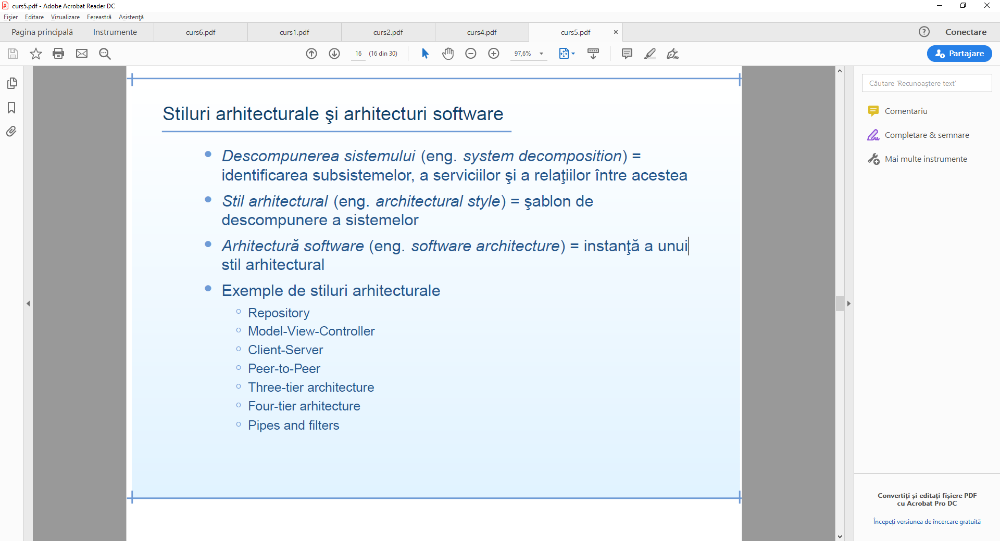 curs5.pdf - Adobe Acrobat Reader DC
Fişier Editare Vizualizare Fereastră Asistenţă
Pagina principală Instrumente curs6.pdf curs1.pdf curs2.pdf curs4.pdf curs5.pdf × Conectare
16 (16 din 30) 97,6% Partajare
Stiluri arhitecturale şi arhitecturi software
Descompunerea sistemului (eng. system decomposition) =
identificarea subsistemelor, a serviciilor şi a relaţiilor între acestea
Stil arhitectural (eng. architectural style) = şablon de
descompunere a sistemelor
Arhitectură software (eng. software architecture) = instanţă a unui
stil arhitectural
Exemple de stiluri arhitecturale
Repository
Model-View-Controller
Client-Server
Peer-to-Peer
Three-tier architecture
Four-tier arhitecture
Pipes and filters
Căutare 'Recunoaştere text'
Comentariu
Completare & semnare
Mai multe instrumente
Convertiți și editați fișiere PDF
cu Acrobat Pro DC
Începeți versiunea de încercare gratuită